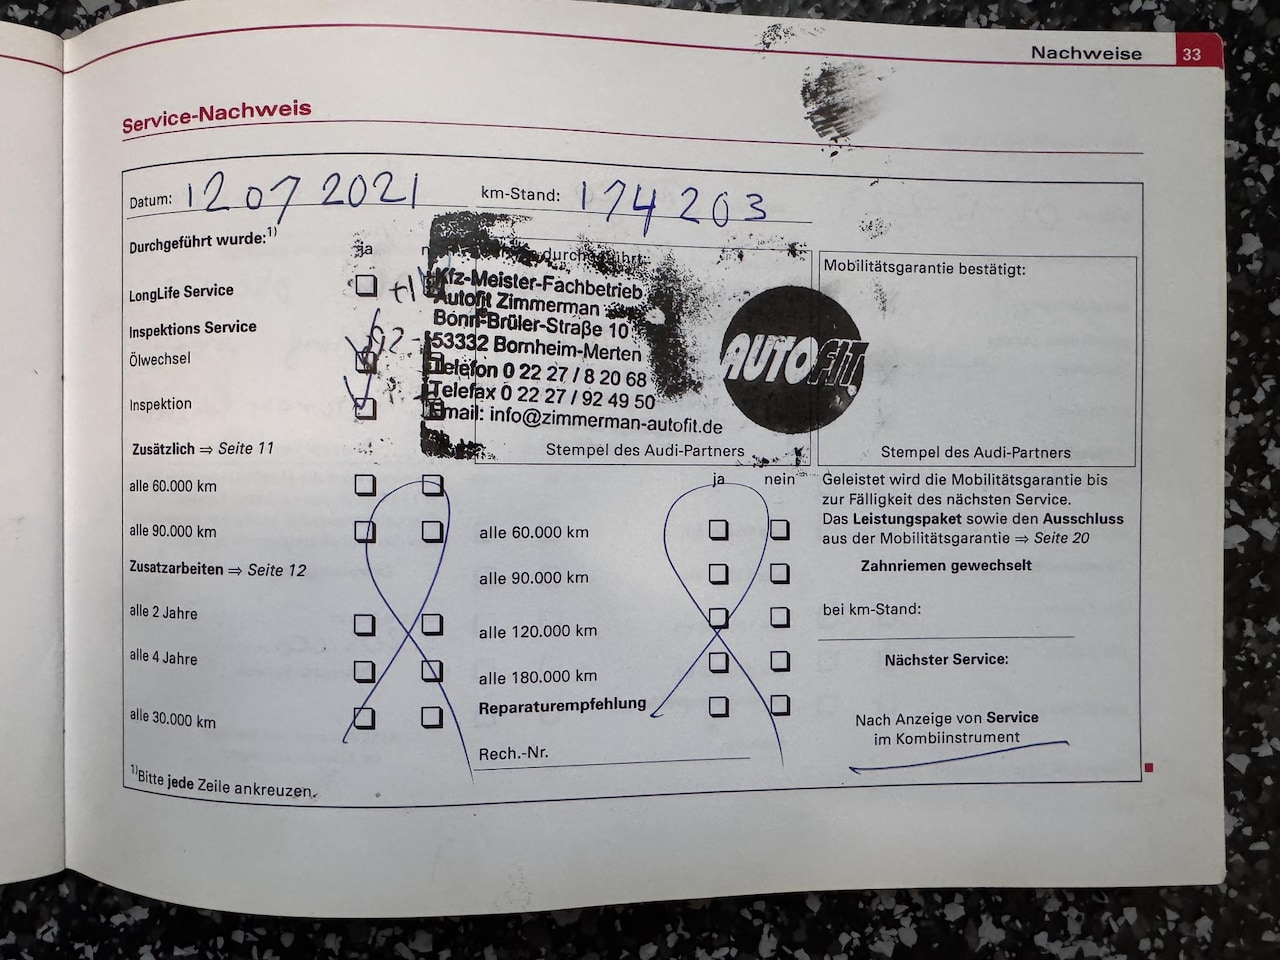 Nachweise 33
Service-Nachweis
Datum: 12 07 2021 km-Stand: 174 203
Durchgeführt wurde:1)
ja
durchgeführt:
Mobilitätsgarantie bestätigt:
LongLife Service
Inspektions Service
Ölwechsel
Inspektion
Kfz-Meister-Fachbetrieb
Autofit Zimmerman
Bonn-Brüler-Straße 10
53332 Bornheim-Merten
Telefon 0 22 27 / 8 20 68
Telefax 0 22 27 / 92 49 50
Email: info@zimmerman-autofit.de
AUTOFIT
Stempel des Audi-Partners
Stempel des Audi-Partners
Zusätzlich ⇒ Seite 11
alle 60.000 km
alle 90.000 km
Zusatzarbeiten ⇒ Seite 12
alle 2 Jahre
alle 4 Jahre
alle 30.000 km
1)Bitte jede Zeile ankreuzen.
ja nein
alle 60.000 km
alle 90.000 km
alle 120.000 km
alle 180.000 km
Reparaturempfehlung
Rech.-Nr.
Geleistet wird die Mobilitätsgarantie bis
zur Fälligkeit des nächsten Service.
Das Leistungspaket sowie den Ausschluss
aus der Mobilitätsgarantie ⇒ Seite 20
Zahnriemen gewechselt
bei km-Stand:
Nächster Service:
Nach Anzeige von Service
im Kombiinstrument